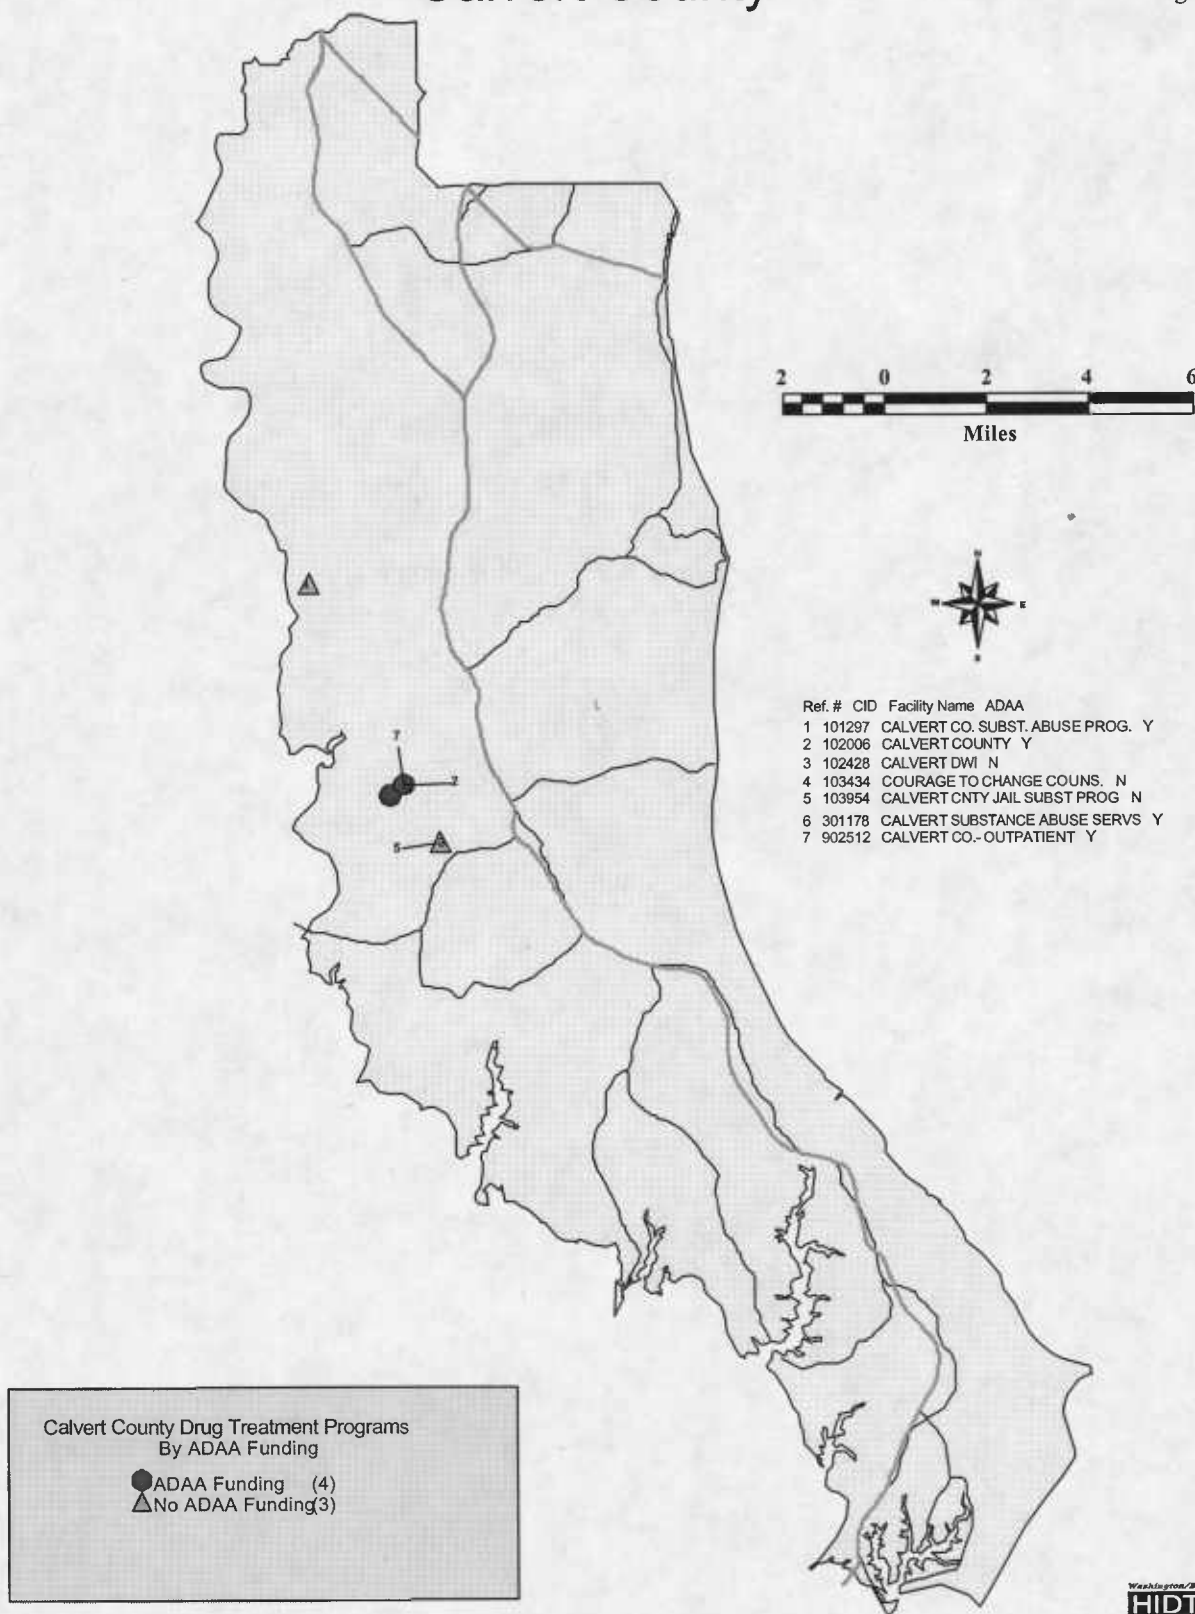 2 0 2 4 6
Miles
N
W E
S
Ref. # CID Facility Name ADAA
1 101297 CALVERT CO. SUBST. ABUSE PROG. Y
2 102006 CALVERT COUNTY Y
3 102428 CALVERT DWI N
4 103434 COURAGE TO CHANGE COUNS. N
5 103954 CALVERT CNTY JAIL SUBST PROG N
6 301178 CALVERT SUBSTANCE ABUSE SERVS Y
7 902512 CALVERT CO.-OUTPATIENT Y
7
2
5
Calvert County Drug Treatment Programs
By ADAA Funding
ADAA Funding (4)
No ADAA Funding(3)
HIDT